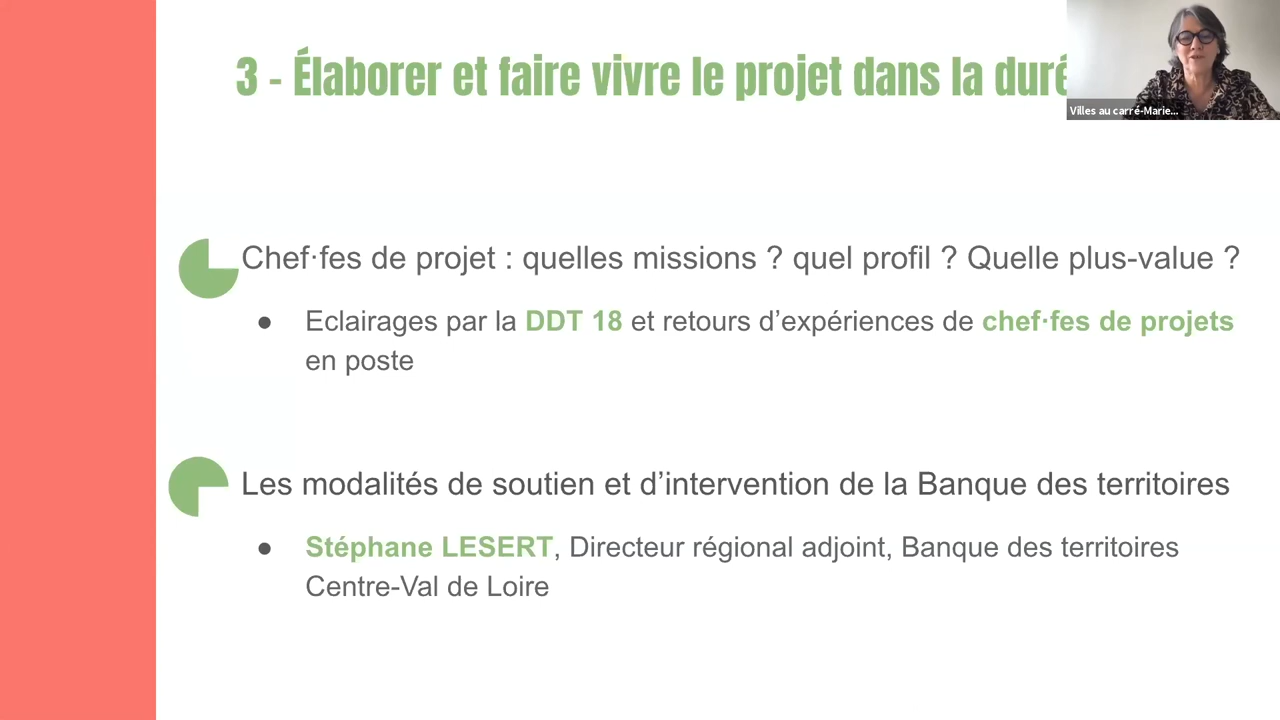 3 - Élaborer et faire vivre le projet dans la duré
Villes au carré-Marie...
Chef·fes de projet : quelles missions ? quel profil ? Quelle plus-value ?
● Eclairages par la DDT 18 et retours d’expériences de chef·fes de projets
en poste
Les modalités de soutien et d’intervention de la Banque des territoires
● Stéphane LESERT, Directeur régional adjoint, Banque des territoires
Centre-Val de Loire